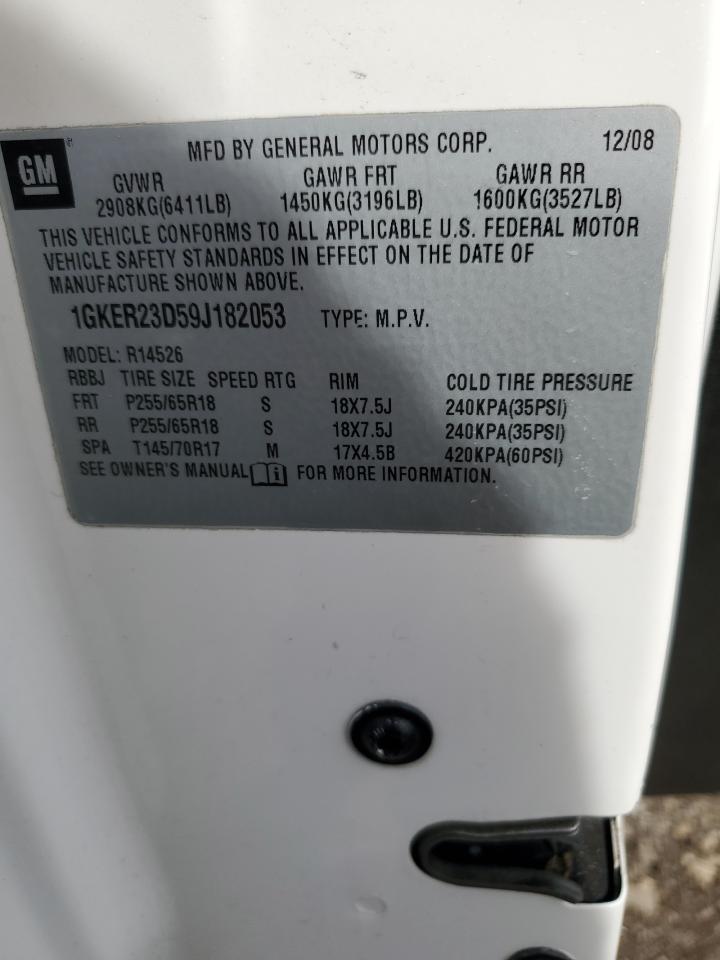 GM
MFD BY GENERAL MOTORS CORP. 12/08
GVWR GAWR FRT GAWR RR
2908KG(6411LB) 1450KG(3196LB) 1600KG(3527LB)
THIS VEHICLE CONFORMS TO ALL APPLICABLE U.S. FEDERAL MOTOR
VEHICLE SAFETY STANDARDS IN EFFECT ON THE DATE OF
MANUFACTURE SHOWN ABOVE.
1GKER23D59J182053 TYPE: M.P.V.
MODEL: R14526
RBBJ TIRE SIZE SPEED RTG RIM COLD TIRE PRESSURE
FRT P255/65R18 S 18X7.5J 240KPA(35PSI)
RR P255/65R18 S 18X7.5J 240KPA(35PSI)
SPA T145/70R17 M 17X4.5B 420KPA(60PSI)
SEE OWNER'S MANUAL i FOR MORE INFORMATION.